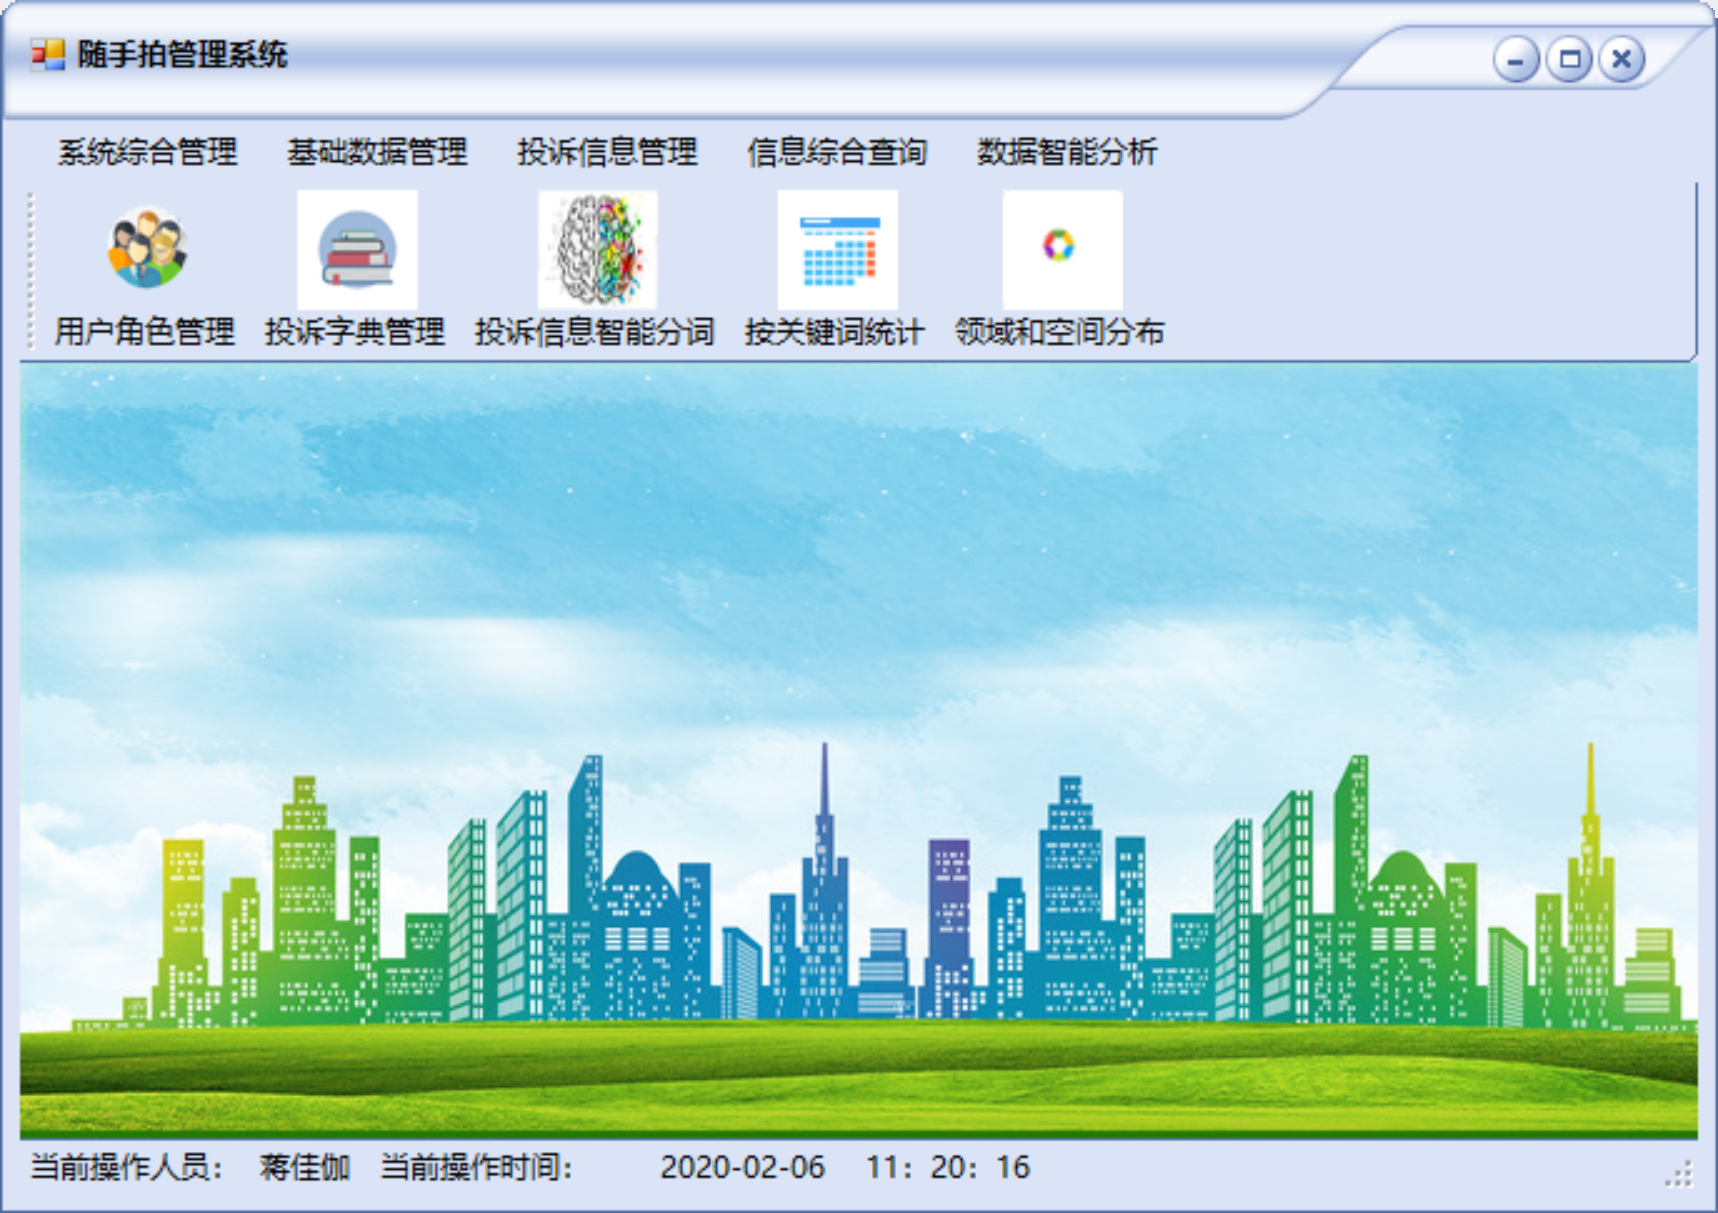 随手拍管理系统
系统综合管理 基础数据管理 投诉信息管理 信息综合查询 数据智能分析
用户角色管理 投诉字典管理 投诉信息智能分词 按关键词统计 领域和空间分布
当前操作人员： 蒋佳伽 当前操作时间： 2020-02-06 11：20：16